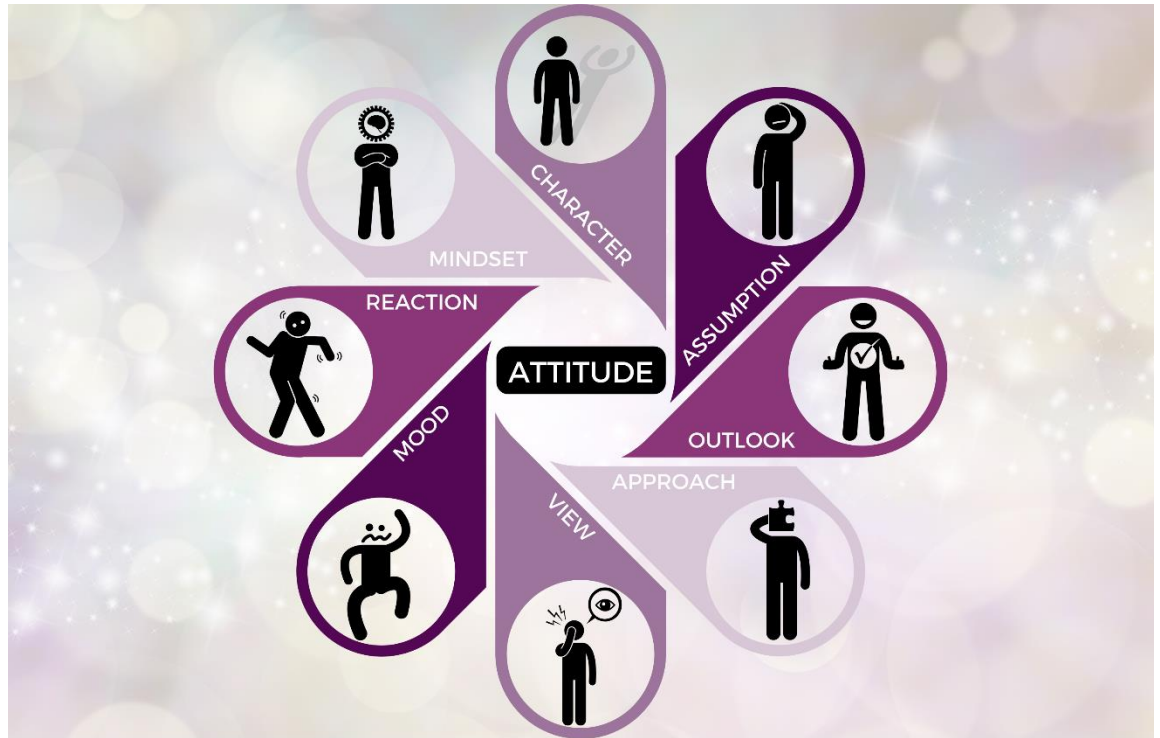 CHARACTER
ASSUMPTION
OUTLOOK
APPROACH
VIEW
MOOD
REACTION
MINDSET
ATTITUDE